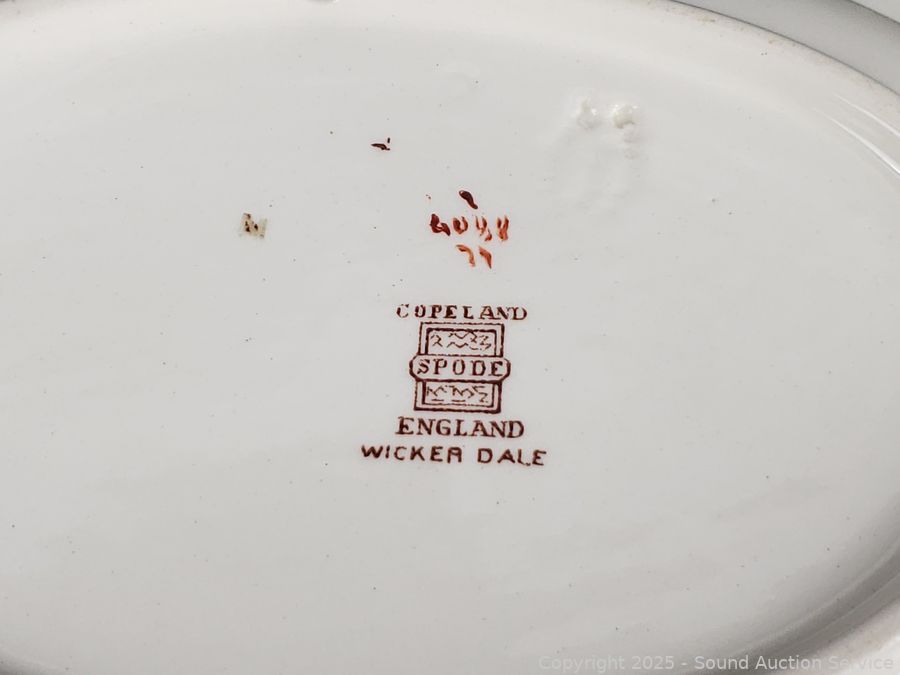 N
COPELAND
SPODE
ENGLAND
WICKER DALE
Copyright 2025 - Sound Auction Service